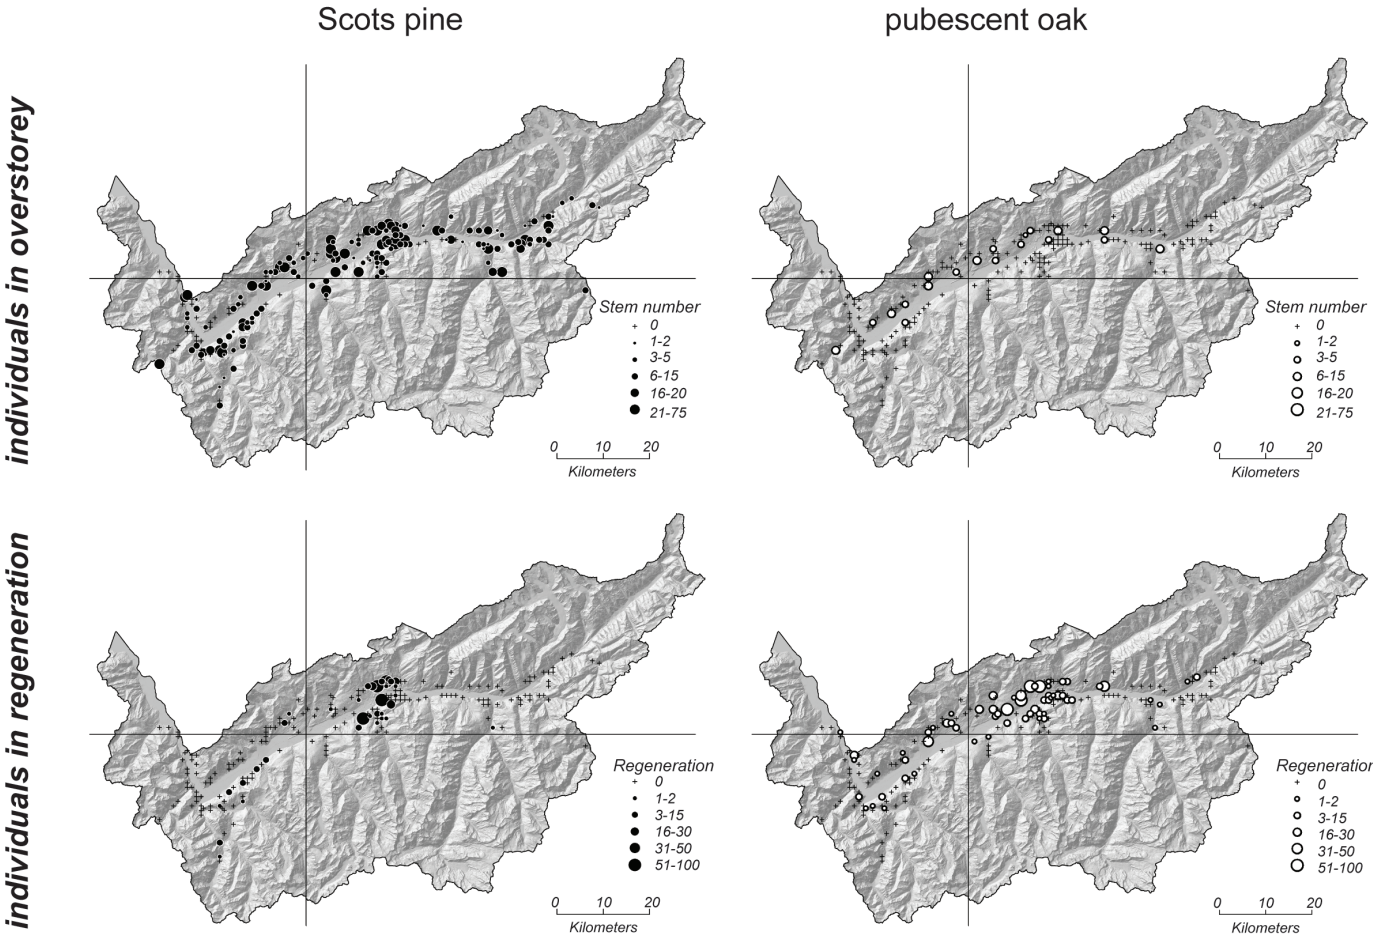 Scots pine
pubescent oak
individuals in overstorey
Stem number
0
1-2
3-5
6-15
16-20
21-75
0 10 20
Kilometers
Stem number
0
1-2
3-5
6-15
16-20
21-75
0 10 20
Kilometers
individuals in regeneration
Regeneration
0
1-2
3-15
16-30
31-50
51-100
0 10 20
Kilometers
Regeneration
0
1-2
3-15
16-30
31-50
51-100
0 10 20
Kilometers